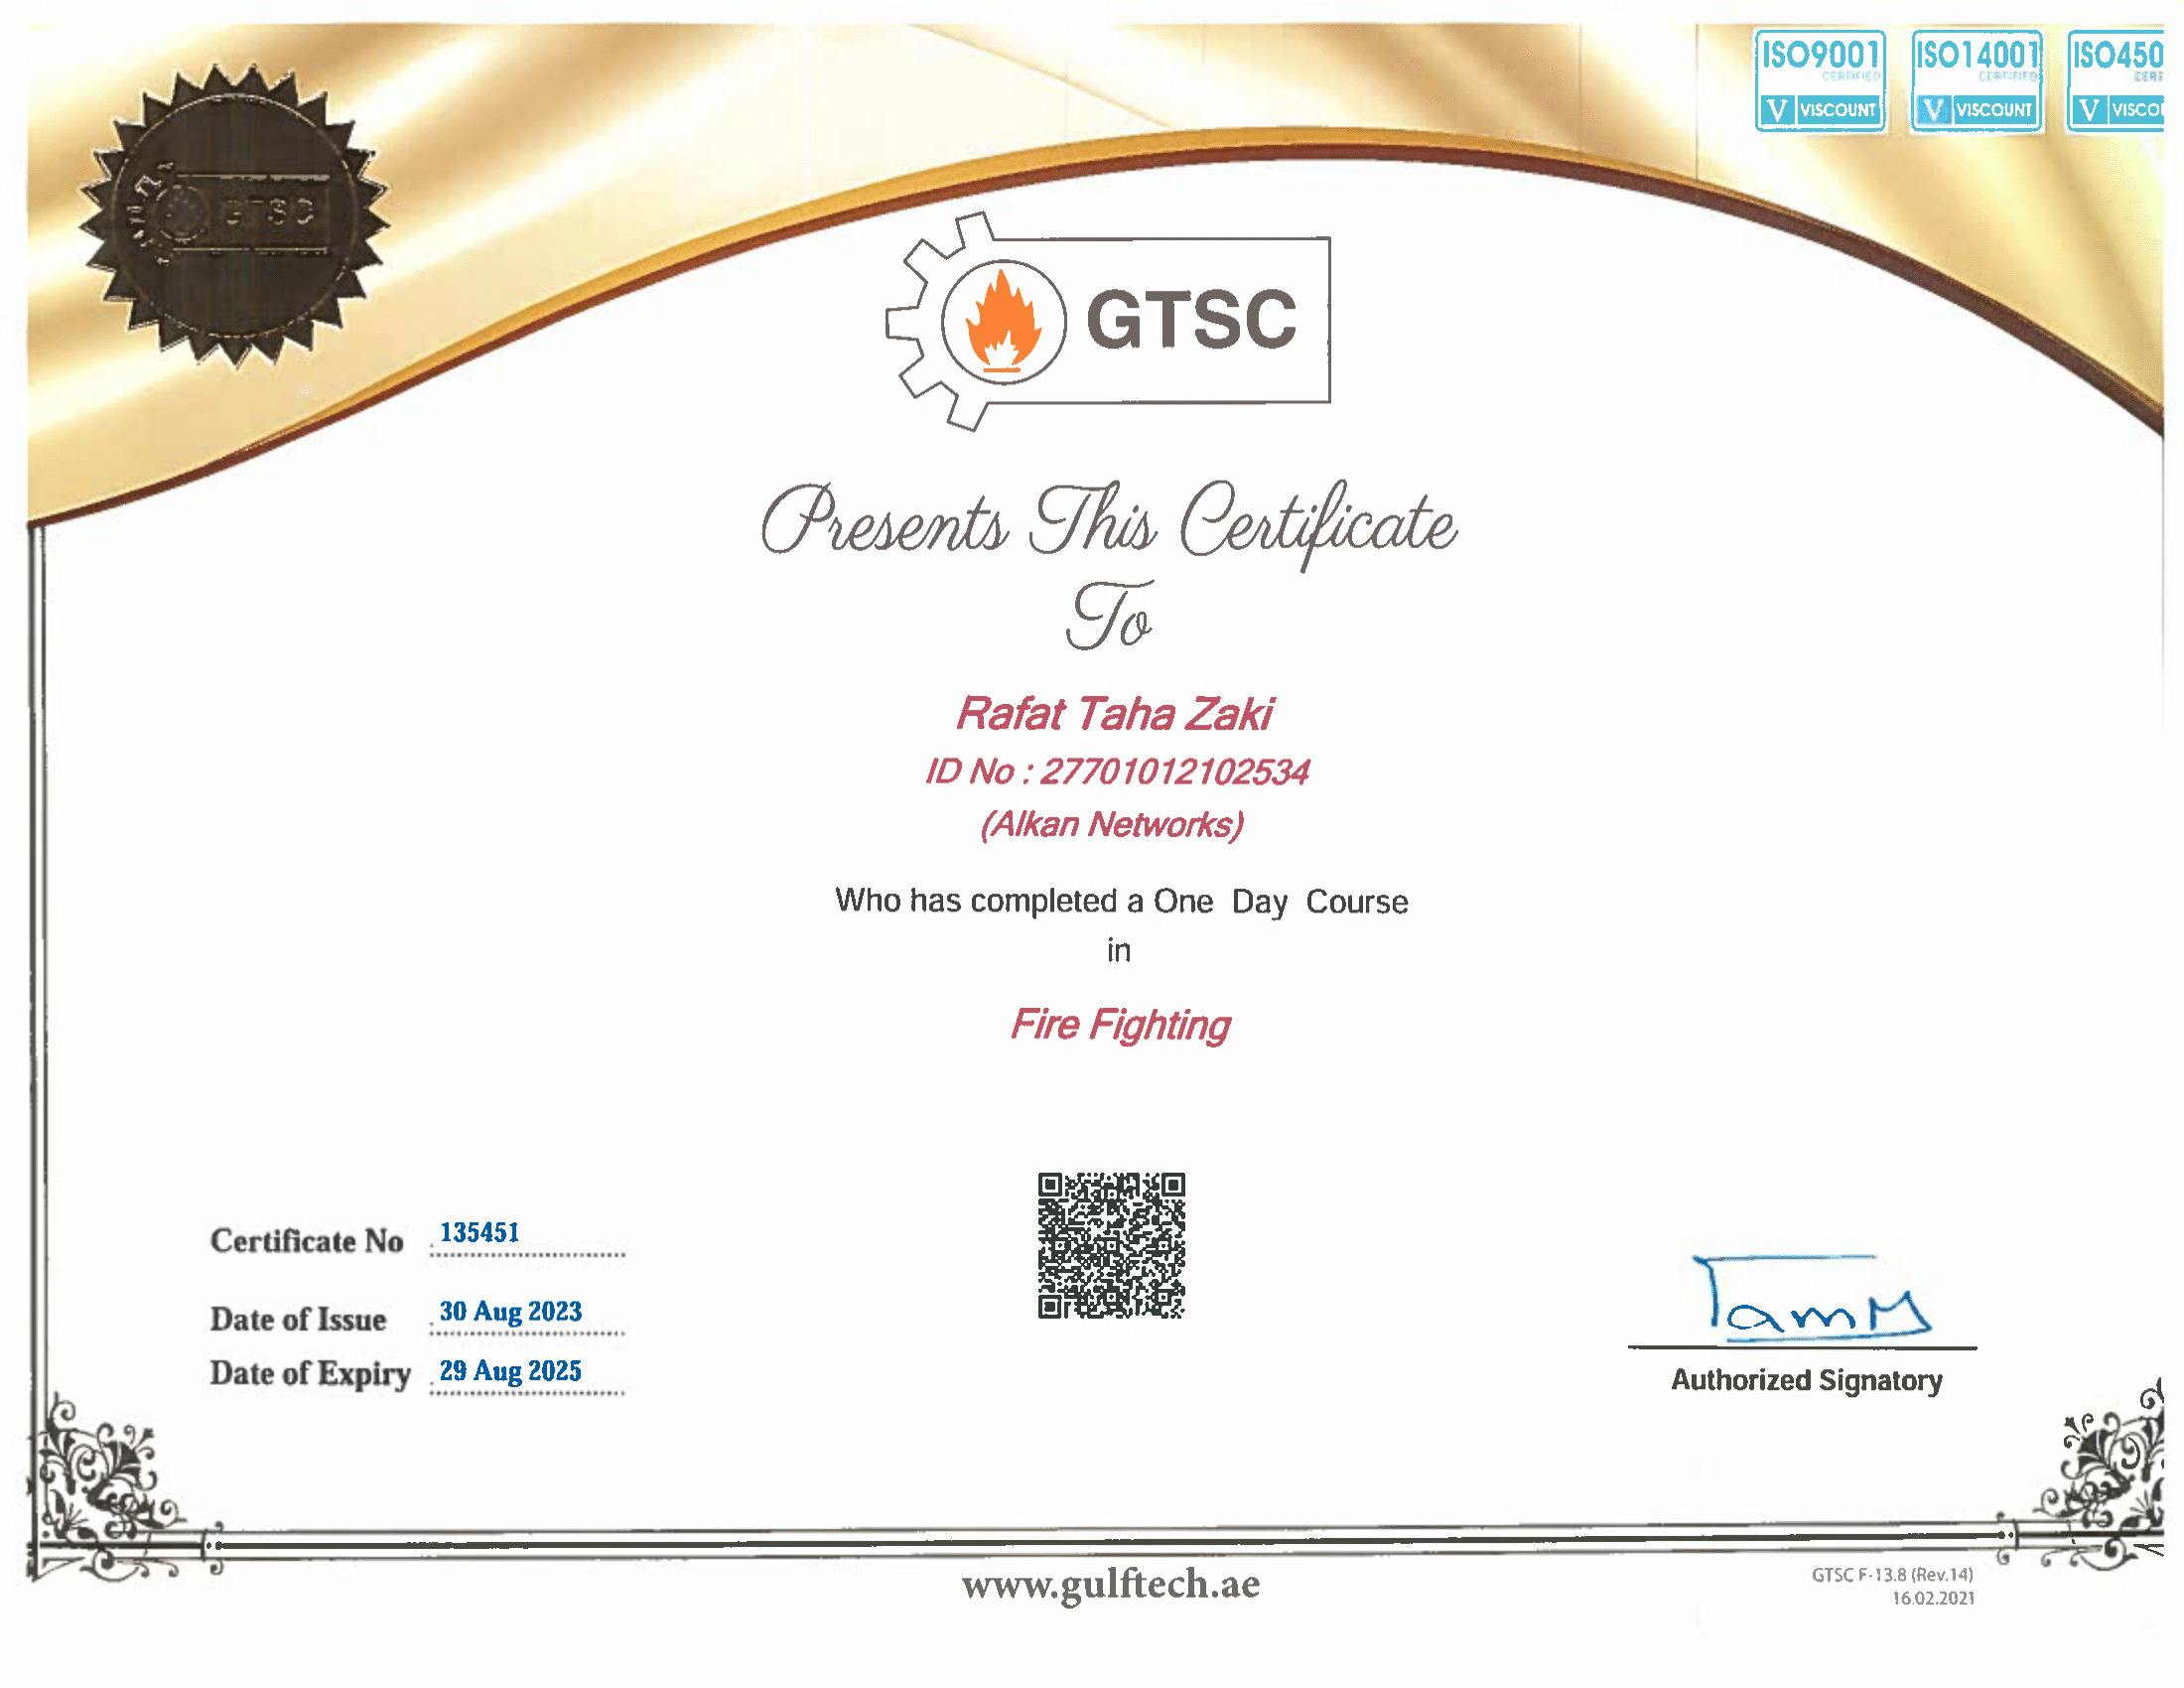 ISO9001 ISO14001 ISO450
CERTIFIED CERTIFIED CERT
V VISCOUNT V VISCOUNT V VISCO
GTSC
GTSC
Presents This Certificate
To
Rafat Taha Zaki
ID No : 27701012102534
(Alkan Networks)
Who has completed a One Day Course
in
Fire Fighting
Certificate No : 135451
Date of Issue : 30 Aug 2023
Date of Expiry : 29 Aug 2025
Authorized Signatory
www.gulftech.ae
GTSC F-13.8 (Rev.14)
16.02.2021